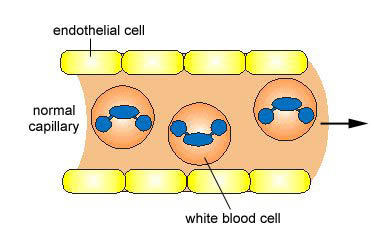 endothelial cell
normal
capillary
white blood cell